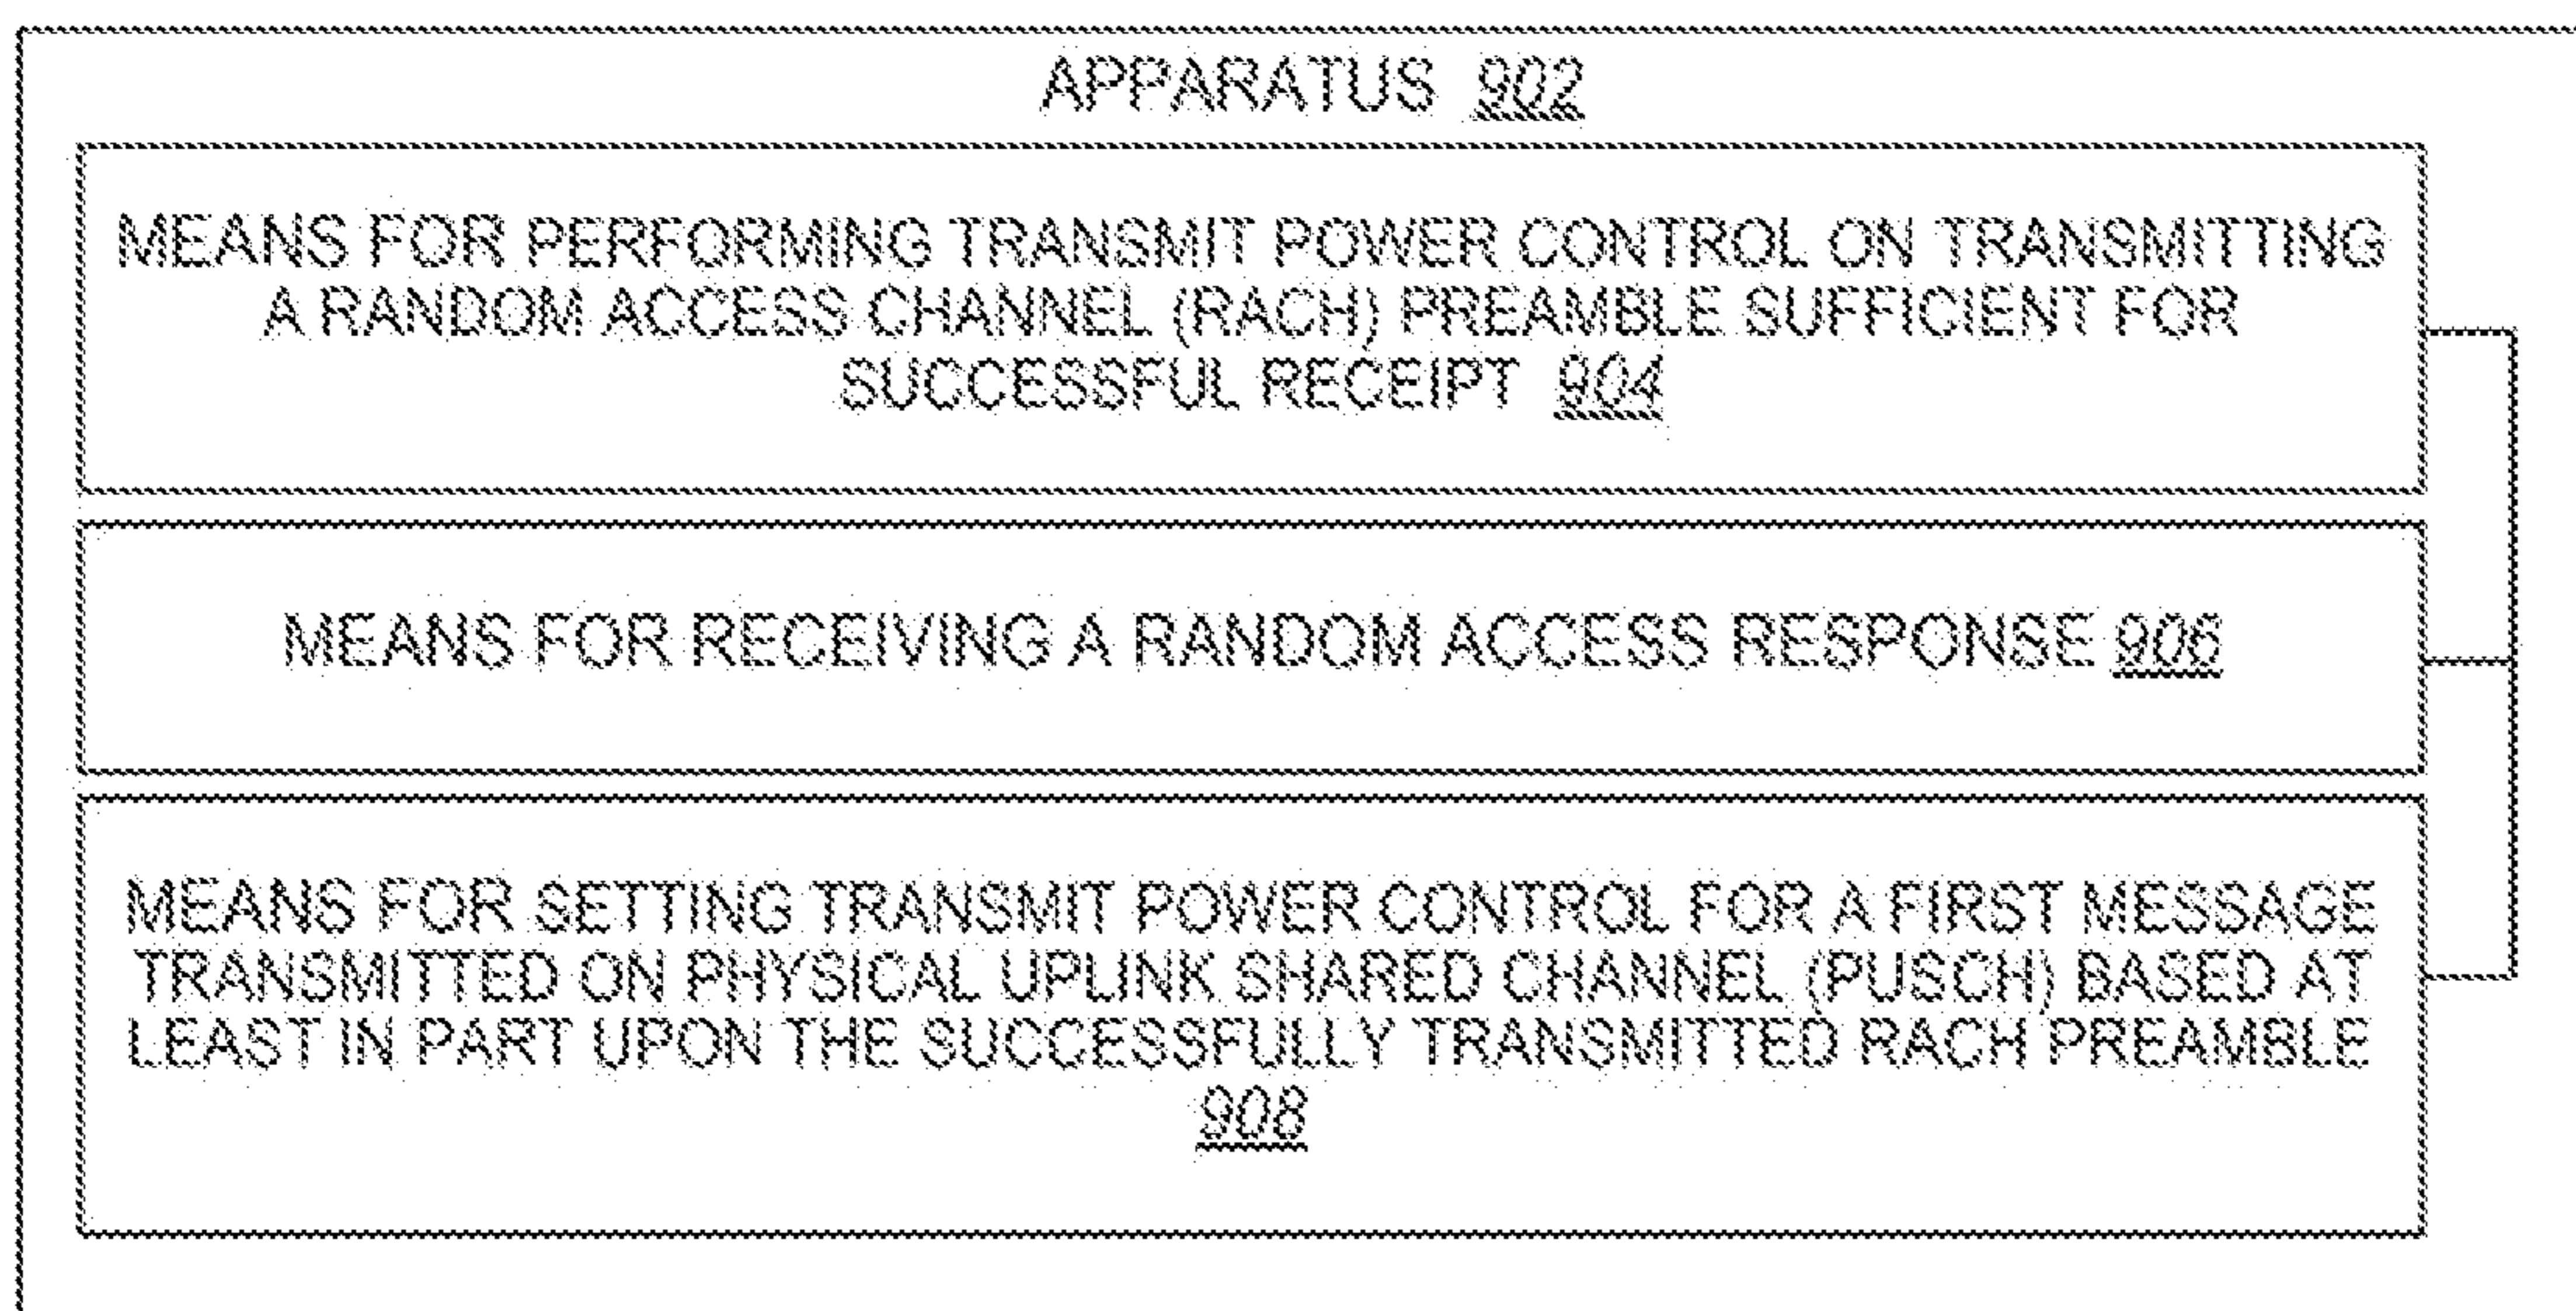 APPARATUS 902
MEANS FOR PERFORMING TRANSMIT POWER CONTROL ON TRANSMITTING
A RANDOM ACCESS CHANNEL (RACH) PREAMBLE SUFFICIENT FOR
SUCCESSFUL RECEIPT 904
MEANS FOR RECEIVING A RANDOM ACCESS RESPONSE 906
MEANS FOR SETTING TRANSMIT POWER CONTROL FOR A FIRST MESSAGE
TRANSMITTED ON PHYSICAL UPLINK SHARED CHANNEL (PUSCH) BASED AT
LEAST IN PART UPON THE SUCCESSFULLY TRANSMITTED RACH PREAMBLE
908